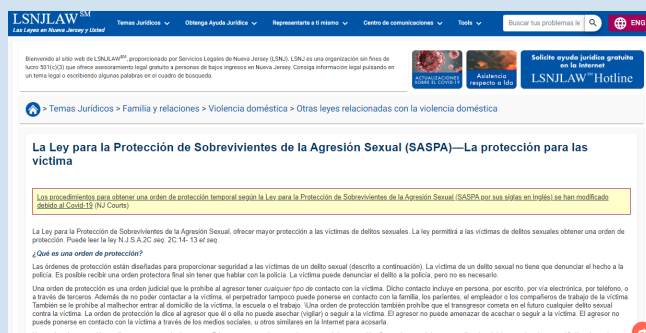 LSNJLAW SM
Las Leyes en Nueva Jersey y Usted
Temas Jurídicos
Obtenga Ayuda Jurídica
Representarte a ti mismo
Centro de comunicaciones
Tools
Buscar tus problemas le
ENG
Bienvenido al sitio web de LSNJLAWSM, proporcionado por Servicios Legales de Nueva Jersey (LSNJ). LSNJ es una organización sin fines de
lucro 501(c)(3) que ofrece asesoramiento legal gratuito a personas de bajos ingresos en Nueva Jersey. Consiga información legal pulsando en
un tema legal o escribiendo algunas palabras en el cuadro de búsqueda.
ACTUALIZACIONES
SOBRE EL COVID-19
Asistencia
respecto a Ida
Solicite ayuda jurídica gratuita
en la Internet
LSNJLAW SM Hotline
> Temas Jurídicos > Familia y relaciones > Violencia doméstica > Otras leyes relacionadas con la violencia doméstica
La Ley para la Protección de Sobrevivientes de la Agresión Sexual (SASPA)—La protección para las
víctima
Los procedimientos para obtener una orden de protección temporal según la Ley para la Protección de Sobrevivientes de la Agresión Sexual (SASPA por sus siglas en inglés) se han modificado
debido al Covid-19 (NJ Courts)
La Ley para la Protección de Sobrevivientes de la Agresión Sexual, ofrecer mayor protección a las víctimas de delitos sexuales. La ley permitirá a las víctimas de delitos sexuales obtener una orden de
protección. Puede leer la ley N.J.S.A.2C seq. 2C:14- 13 et seq.
¿Qué es una orden de protección?
Las órdenes de protección están diseñadas para proporcionar seguridad a las víctimas de un delito sexual (descrito a continuación). La víctima de un delito sexual no tiene que denunciar el hecho a la
policía. Es posible recibir una orden protectora final sin tener que hablar con la policía. La víctima puede denunciar el delito a la policía, pero no es necesario.
Una orden de protección es una orden judicial que le prohíbe al agresor tener cualquier tipo de contacto con la víctima. Dicho contacto incluye en persona, por escrito, por vía electrónica, por teléfono, o
a través de terceros. Además de no poder contactar a la víctima, el perpetrador tampoco puede ponerse en contacto con la familia, los parientes, el empleador o los compañeros de trabajo de la víctima.
También se le prohíbe al malhechor entrar al domicilio de la víctima, la escuela o el trabajo. \Una orden de protección también prohíbe que el transgresor cometa en el futuro cualquier delito sexual
contra la víctima. La orden de protección le dice al agresor que él o ella no puede asechar (vigilar) o seguir a la víctima. El agresor no puede amenazar de acechar o seguir a la víctima. El agresor no
puede ponerse en contacto con la víctima a través de los medios sociales, u otros similares en la Internet para acosarla